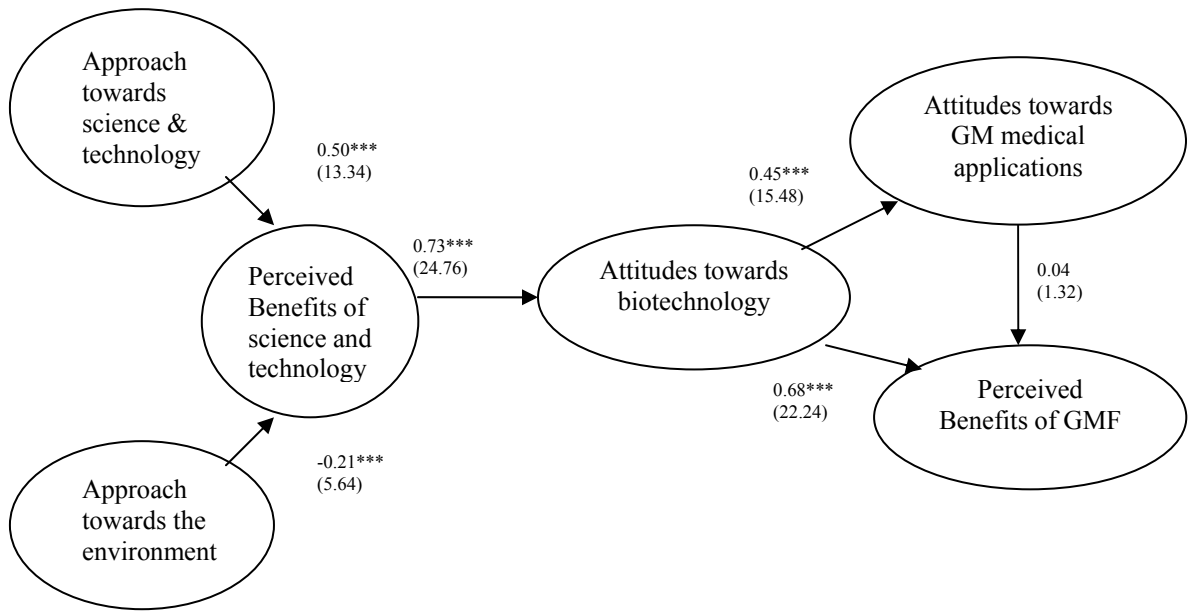 Approach
towards
science &
technology
0.50***
(13.34)
Perceived
Benefits of
science and
technology
Approach
towards the
environment
-0.21***
(5.64)
0.73***
(24.76)
Attitudes towards
biotechnology
0.45***
(15.48)
Attitudes towards
GM medical
applications
0.04
(1.32)
0.68***
(22.24)
Perceived
Benefits of GMF